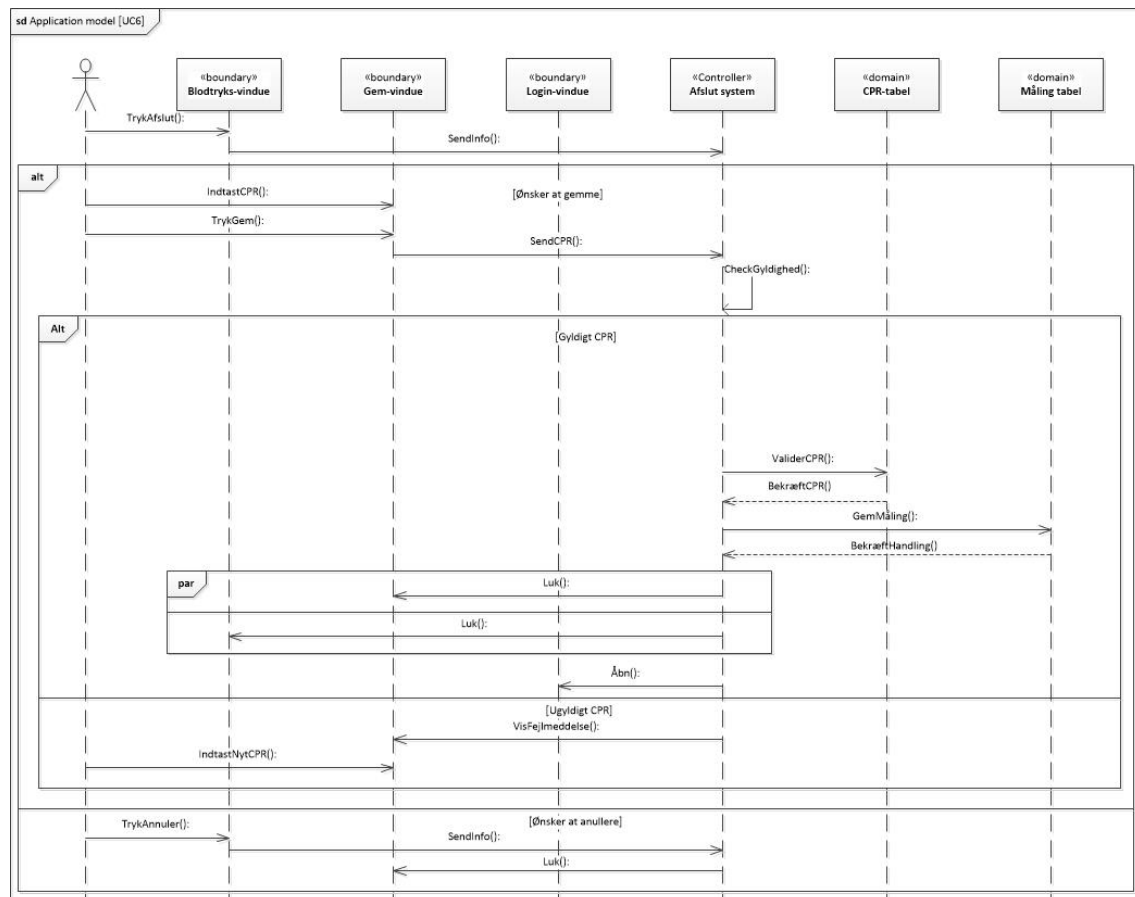 sd Application model [UC6]
«boundary»
Blodtryks-vindue
«boundary»
Gem-vindue
«boundary»
Login-vindue
«Controller»
Afslut system
«domain»
CPR-tabel
«domain»
Måling tabel
TrykAfslut():
SendInfo():
alt
IndtastCPR():
[Ønsker at gemme]
TrykGem():
SendCPR():
CheckGyldighed():
Alt
[Gyldigt CPR]
ValiderCPR():
BekræftCPR()
GemMåling():
BekræftHandling()
par
Luk():
Luk():
Åbn():
[Ugyldigt CPR]
VisFejlmeddelse():
IndtastNytCPR():
[Ønsker at anullere]
TrykAnnuler():
SendInfo():
Luk():